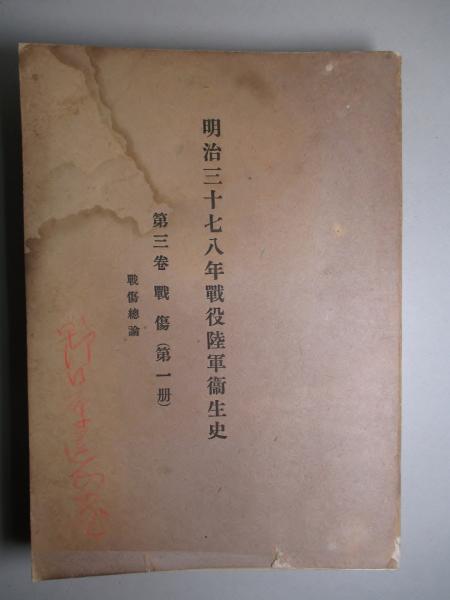 明治三十七八年戰役陸軍衞生史
第三卷 戰傷(第一册)
戰傷總論